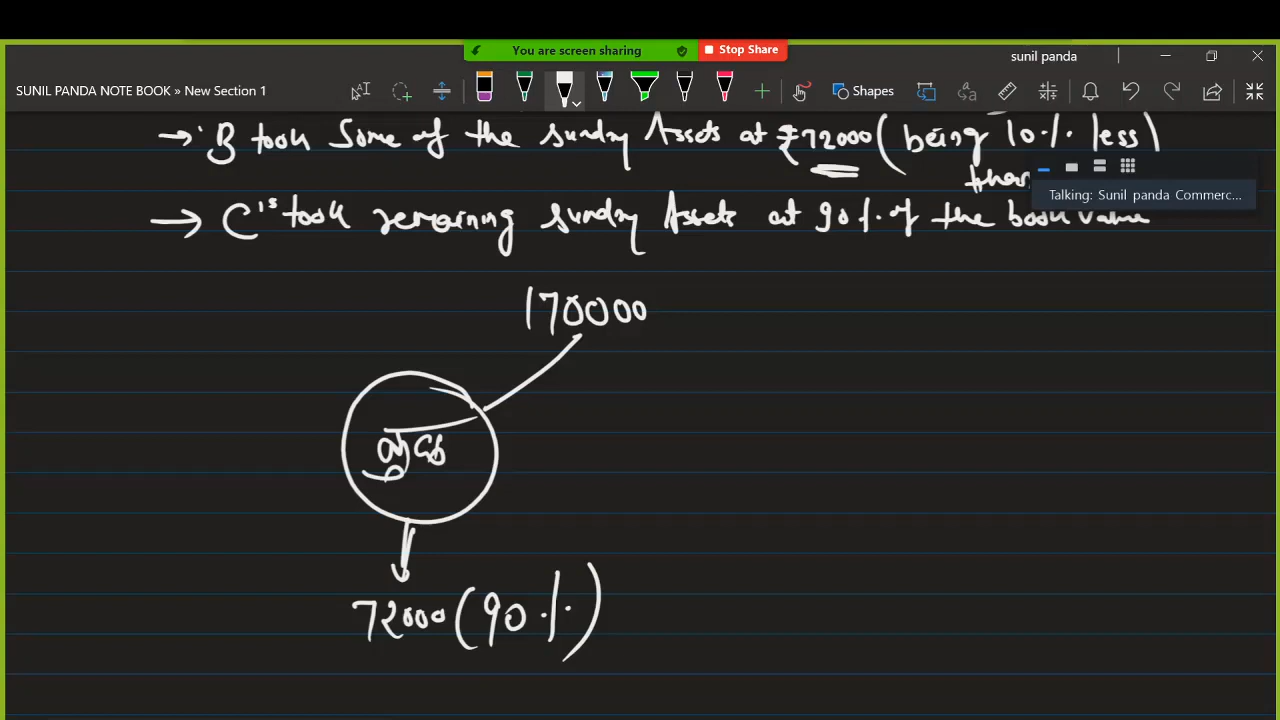 You are screen sharing Stop Share
sunil panda
SUNIL PANDA NOTE BOOK » New Section 1
Shapes
→ B took Some of the sundry Assets at ₹72000 (being 10% less
than
Talking: Sunil panda Commerc...
→ C is took remaining sundry Assets at 90% of the book value
170000
72000 (90%)